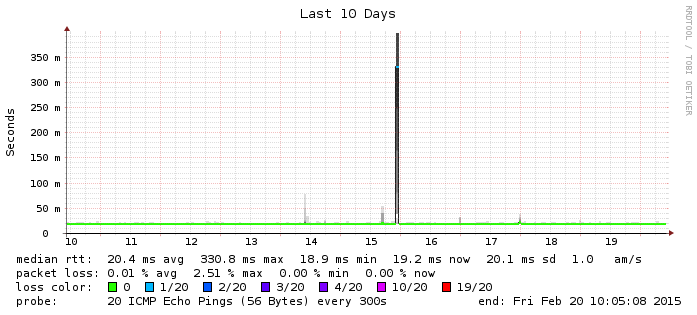 Last 10 Days
RRDTOOL / TOBI OETIKER
Seconds
350 m
300 m
250 m
200 m
150 m
100 m
50 m
0
10 11 12 13 14 15 16 17 18 19
median rtt: 20.4 ms avg 330.8 ms max 18.9 ms min 19.2 ms now 20.1 ms sd 1.0 am/s
packet loss: 0.01 % avg 2.51 % max 0.00 % min 0.00 % now
loss color: 0 1/20 2/20 3/20 4/20 10/20 19/20
probe: 20 ICMP Echo Pings (56 Bytes) every 300s end: Fri Feb 20 10:05:08 2015